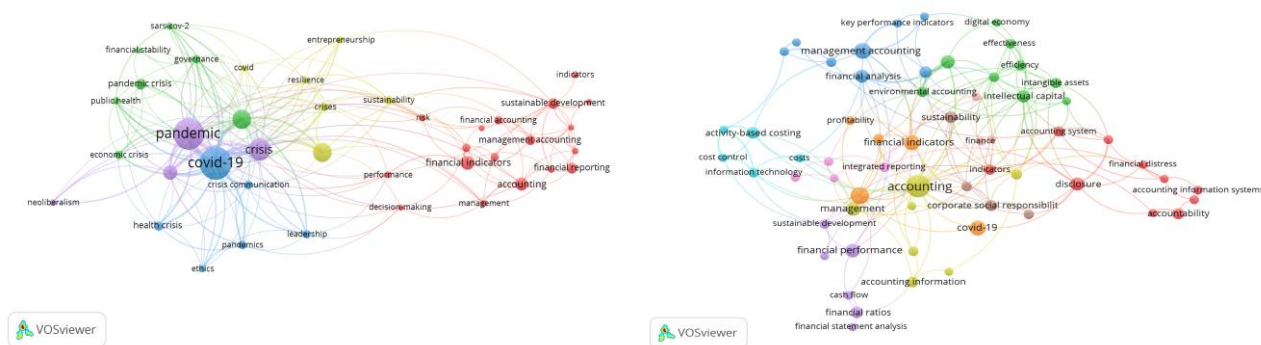 sars-cov-2
entrepreneurship
financial stability
governance
covid
resilience
indicators
pandemic crisis
public health
crises
sustainability
sustainable development
risk
financial accounting
pandemic
crisis
management accounting
economic crisis
covid-19
financial indicators
financial reporting
crisis communication
performance
accounting
neoliberalism
decision-making
management
health crisis
leadership
pandemics
ethics
VOSviewer
key performance indicators
digital economy
management accounting
effectiveness
financial analysis
efficiency
environmental accounting
intangible assets
intellectual capital
profitability
sustainability
activity-based costing
accounting system
financial indicators
finance
cost control
costs
information technology
integrated reporting
indicators
financial distress
accounting
disclosure
accounting information systems
management
corporate social responsibilit
accountability
sustainable development
covid-19
financial performance
accounting information
cash flow
financial ratios
financial statement analysis
VOSviewer